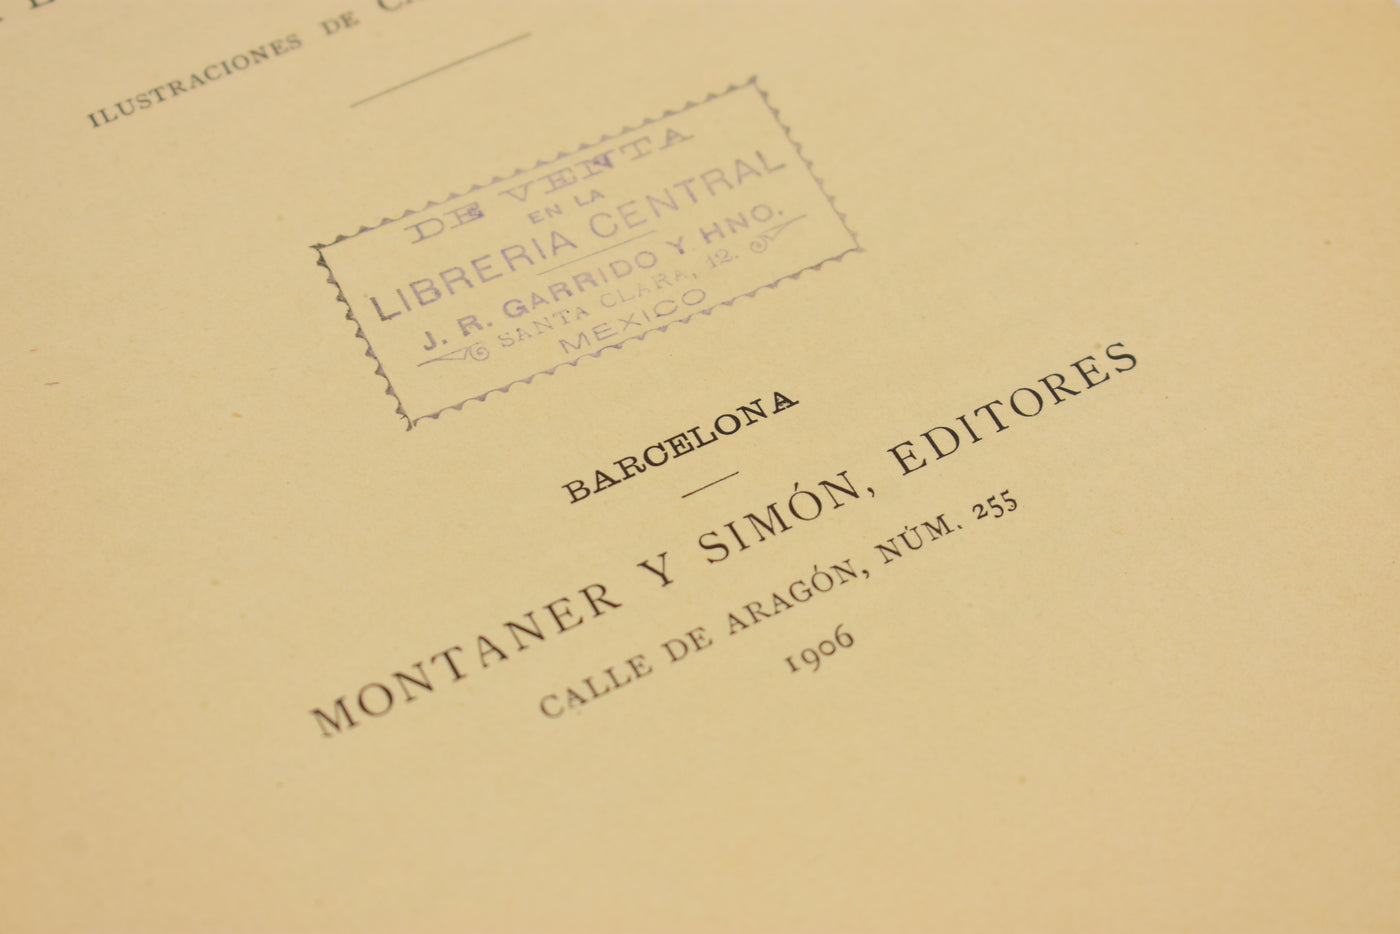 ILUSTRACIONES DE
DE VENTA
EN LA
LIBRERIA CENTRAL
J. R. GARRIDO Y HNO.
SANTA CLARA, 12.
MEXICO
BARCELONA
MONTANER Y SIMÓN, EDITORES
CALLE DE ARAGÓN, NÚM. 255
1906